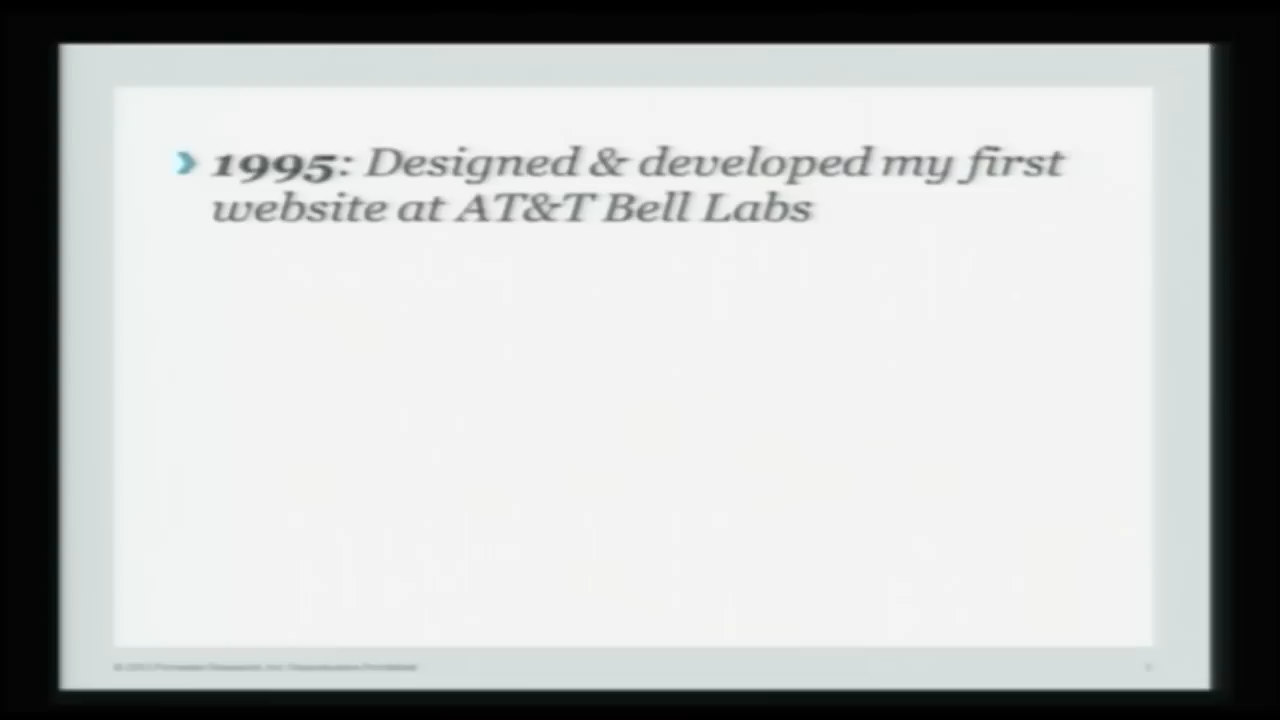 › 1995: Designed & developed my first
website at AT&T Bell Labs